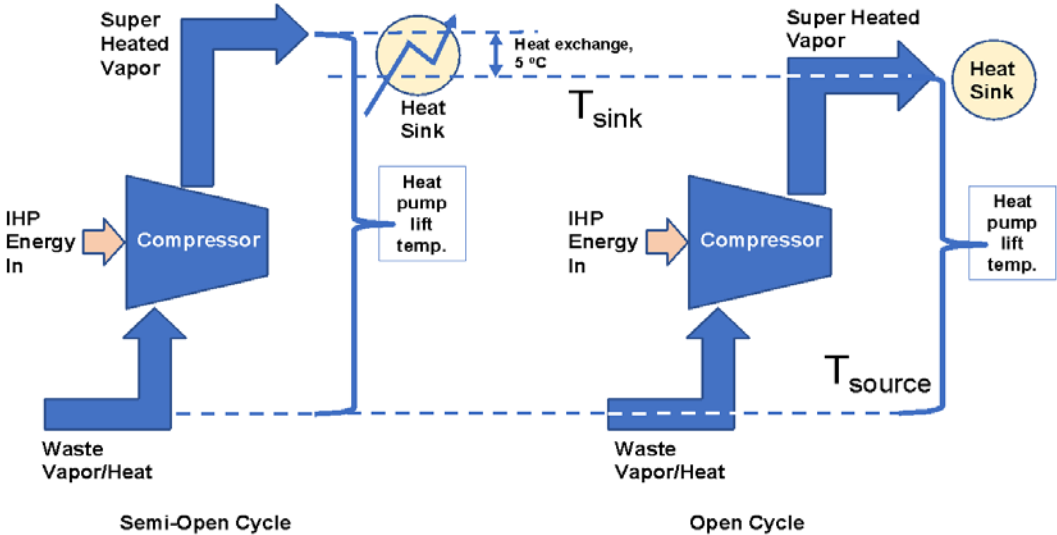 Super
Heated
Vapor
Heat exchange,
5 ºC
Heat
Sink
T sink
Heat
pump
lift
temp.
IHP
Energy
In
Compressor
Waste
Vapor/Heat
Semi-Open Cycle
Super Heated
Vapor
Heat
Sink
IHP
Energy
In
Compressor
Heat
pump
lift
temp.
T source
Waste
Vapor/Heat
Open Cycle